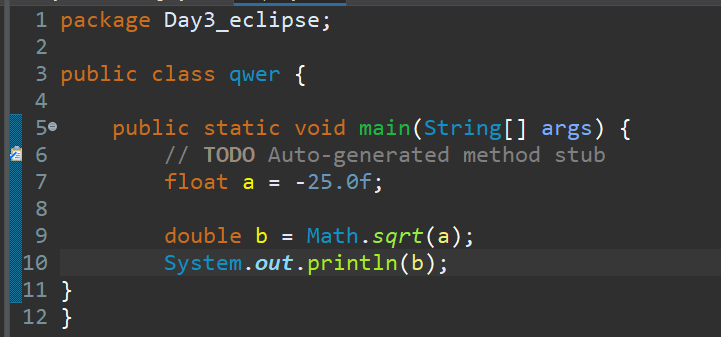 1 package Day3_eclipse;
2
3 public class qwer {
4
5 public static void main(String[] args) {
6 // TODO Auto-generated method stub
7 float a = -25.0f;
8
9 double b = Math.sqrt(a);
10 System.out.println(b);
11 }
12 }